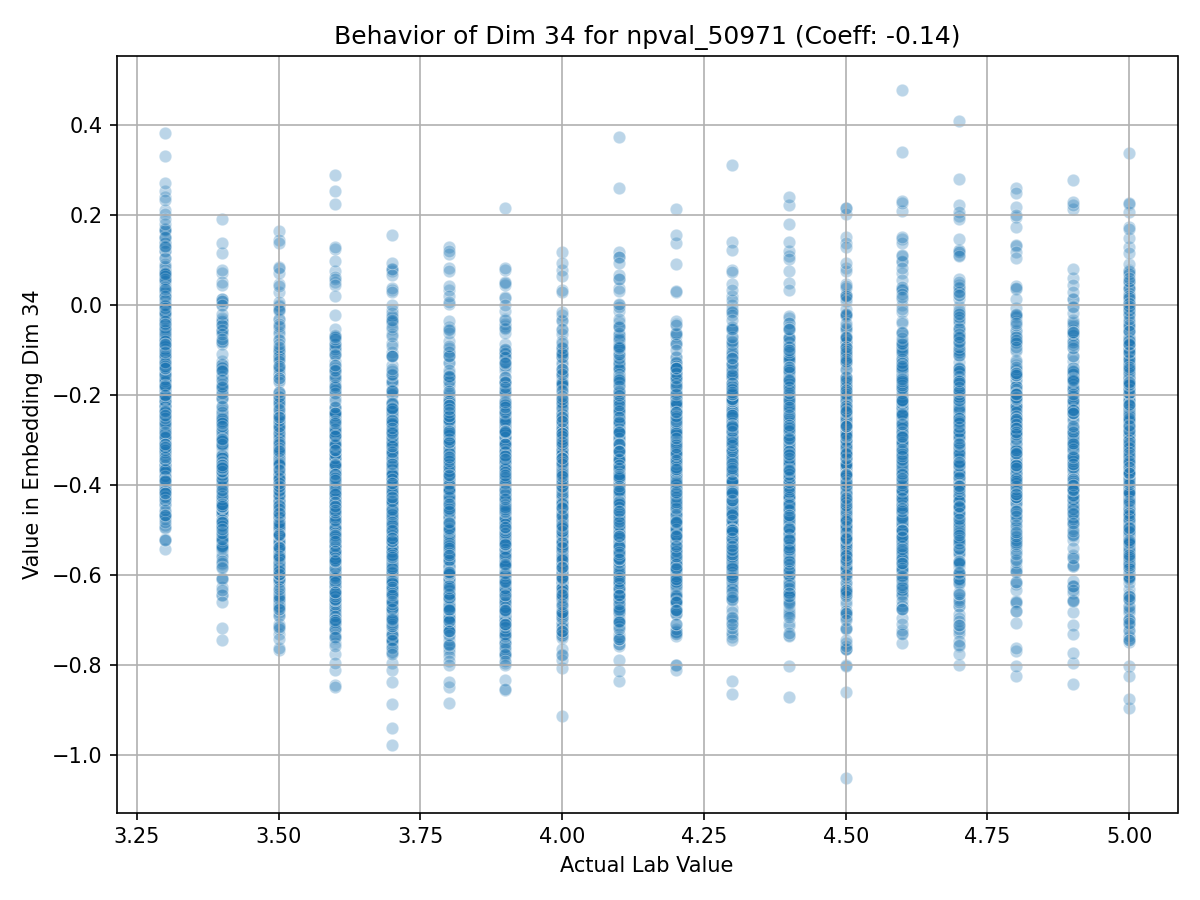 Behavior of Dim 34 for npval_50971 (Coeff: -0.14)
Value in Embedding Dim 34
0.4
0.2
0.0
−0.2
−0.4
−0.6
−0.8
−1.0
3.25 3.50 3.75 4.00 4.25 4.50 4.75 5.00
Actual Lab Value